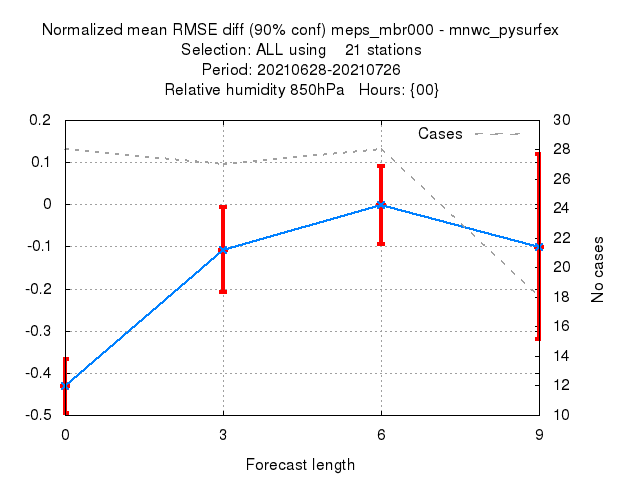 Normalized mean RMSE diff (90% conf) meps_mbr000 - mnwc_pysurfex
Selection: ALL using    21 stations
Period: 20210628-20210726
Relative humidity 850hPa   Hours: {00}
Cases
0.2
0.1
0
-0.1
-0.2
-0.3
-0.4
-0.5
30
28
26
24
22
20
18
16
14
12
10
No cases
0 3 6 9
Forecast length